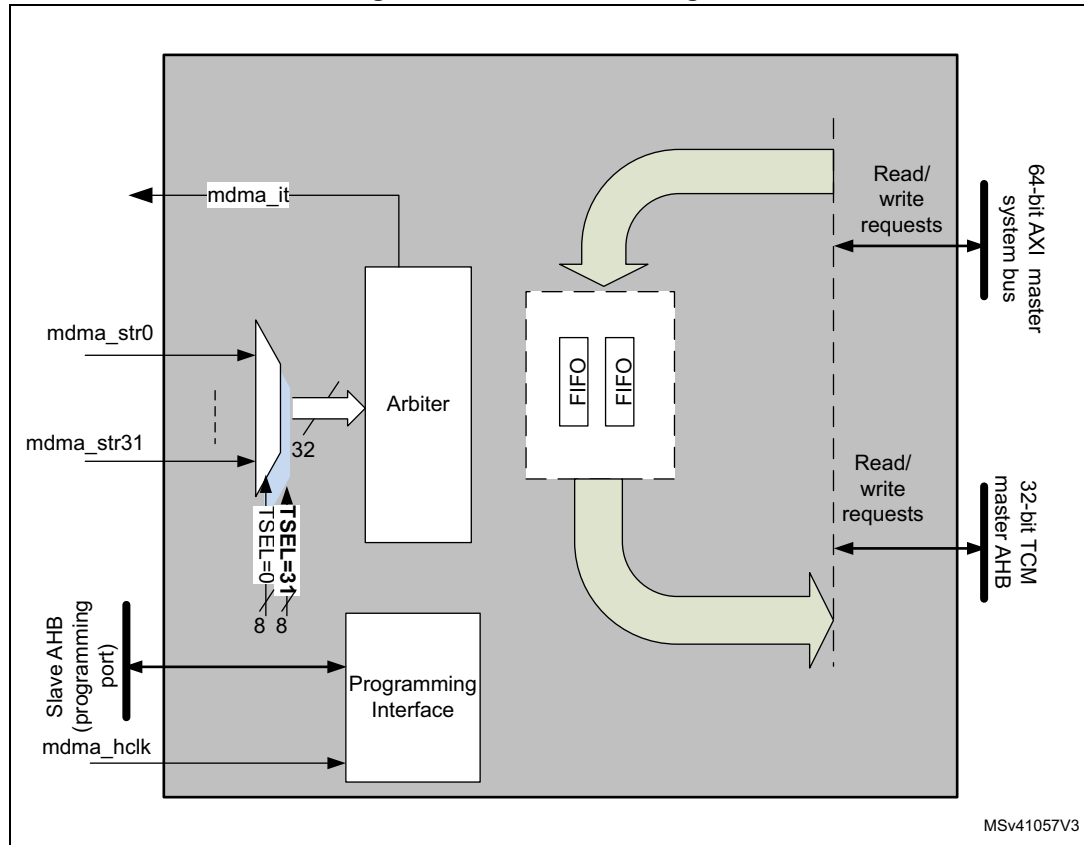 mdma_it
Read/
write
requests
64-bit AXI master
system bus
mdma_str0
mdma_str31
32
Arbiter
FIFO
FIFO
TSEL=0
TSEL=31
8
8
Read/
write
requests
32-bit TCM
master AHB
Slave AHB
(programming
port)
Programming
Interface
mdma_hclk
MSv41057V3